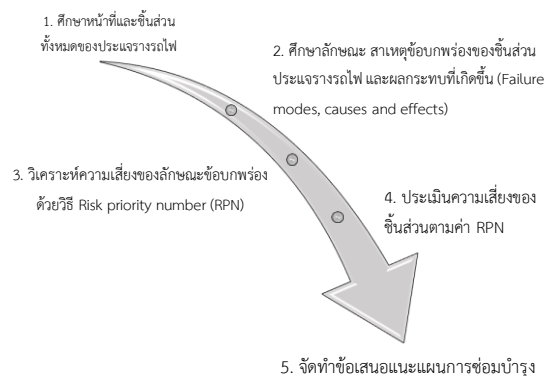 1. ศึกษาหน้าที่และชิ้นส่วน
ทั้งหมดของประแจรางรถไฟ
2. ศึกษาลักษณะ สาเหตุข้อบกพร่องของชิ้นส่วน
ประแจรางรถไฟ และผลกระทบที่เกิดขึ้น (Failure
modes, causes and effects)
3. วิเคราะห์ความเสี่ยงของลักษณะข้อบกพร่อง
ด้วยวิธี Risk priority number (RPN)
4. ประเมินความเสี่ยงของ
ชิ้นส่วนตามค่า RPN
5. จัดทำข้อเสนอแนะแผนการซ่อมบำรุง